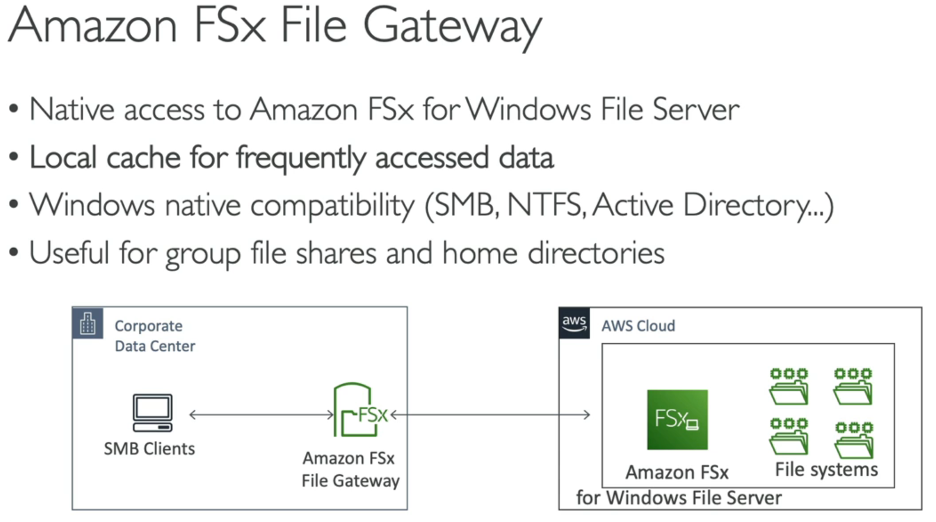 Amazon FSx File Gateway
• Native access to Amazon FSx for Windows File Server
• Local cache for frequently accessed data
• Windows native compatibility (SMB, NTFS, Active Directory...)
• Useful for group file shares and home directories
Corporate
Data Center
SMB Clients
FSx
Amazon FSx
File Gateway
aws
AWS Cloud
FSx
Amazon FSx
for Windows File Server
File systems